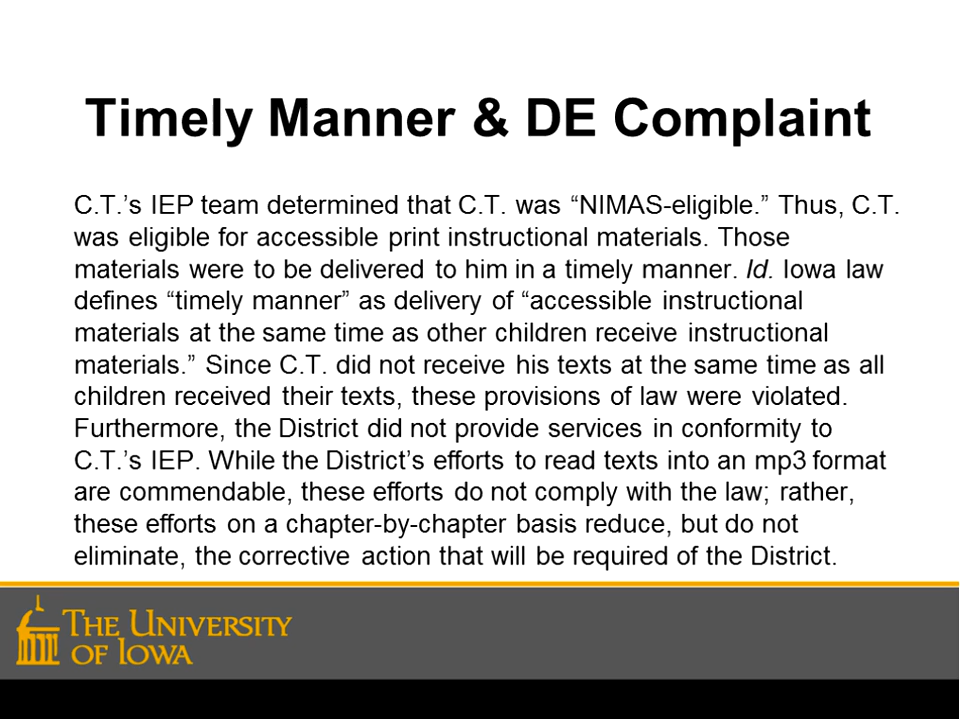 Timely Manner & DE Complaint
C.T.’s IEP team determined that C.T. was “NIMAS-eligible.” Thus, C.T.
was eligible for accessible print instructional materials. Those
materials were to be delivered to him in a timely manner. Id. Iowa law
defines “timely manner” as delivery of “accessible instructional
materials at the same time as other children receive instructional
materials.” Since C.T. did not receive his texts at the same time as all
children received their texts, these provisions of law were violated.
Furthermore, the District did not provide services in conformity to
C.T.’s IEP. While the District’s efforts to read texts into an mp3 format
are commendable, these efforts do not comply with the law; rather,
these efforts on a chapter-by-chapter basis reduce, but do not
eliminate, the corrective action that will be required of the District.
THE UNIVERSITY
OF IOWA